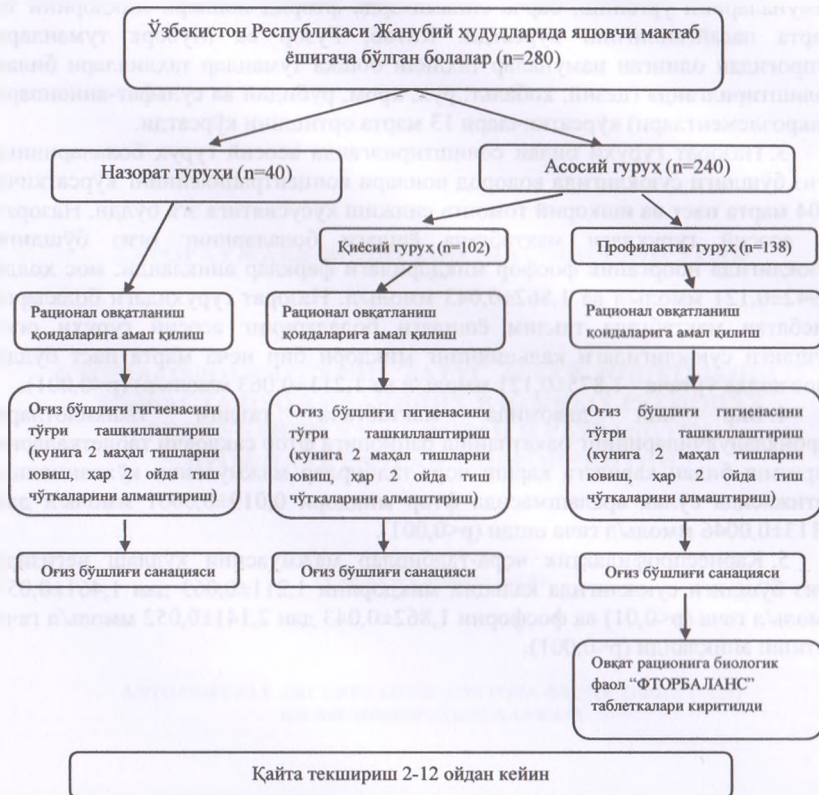 Ўзбекистон Республикаси Жанубий ҳудудларида яшовчи мактаб
ёшигача бўлган болалар (n=280)
Назорат гуруҳи (n=40)
Асосий гуруҳ (n=240)
Қиёсий гуруҳ (n=102)
Профилактик гуруҳ (n=138)
Рационал овқатланиш
қоидаларига амал қилиш
Рационал овқатланиш
қоидаларига амал қилиш
Рационал овқатланиш
қоидаларига амал қилиш
Оғиз бўшлиғи гигиенасини
тўғри ташкиллаштириш
(кунига 2 маҳал тишларни
ювиш, ҳар 2 ойда тиш
чўткаларини алмаштириш)
Оғиз бўшлиғи гигиенасини
тўғри ташкиллаштириш
(кунига 2 маҳал тишларни
ювиш, ҳар 2 ойда тиш
чўткаларини алмаштириш)
Оғиз бўшлиғи гигиенасини
тўғри ташкиллаштириш
(кунига 2 маҳал тишларни
ювиш, ҳар 2 ойда тиш
чўткаларини алмаштириш)
Оғиз бўшлиғи санацияси
Оғиз бўшлиғи санацияси
Оғиз бўшлиғи санацияси
Овқат рационига биологик
фаол “ФТОРБАЛАНС”
таблеткалари киритилди
Қайта текшириш 2-12 ойдан кейин